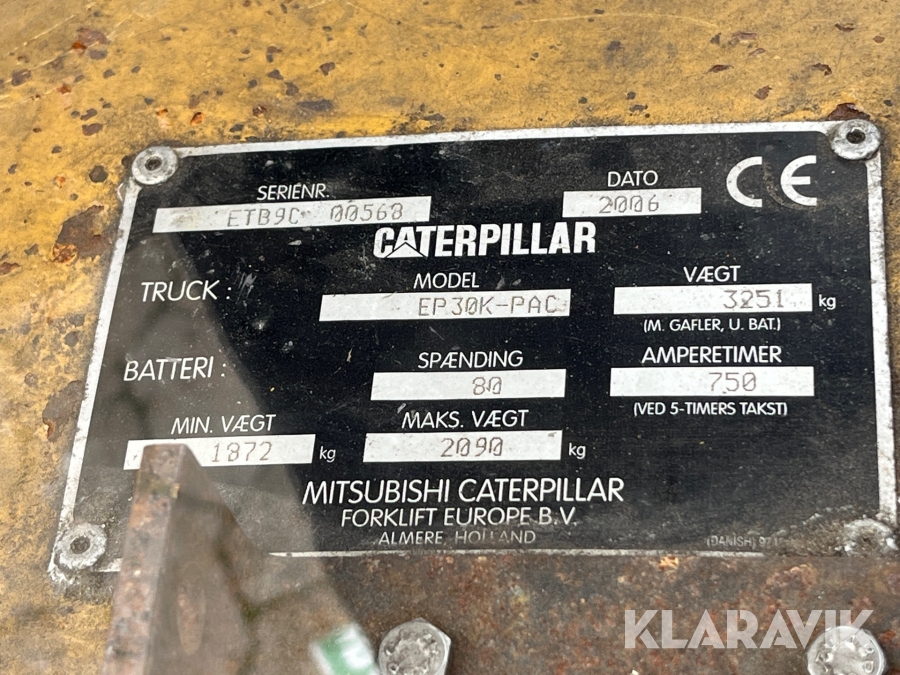 SERIENR.
ETB9C 00568
DATO
2006
CE
CATERPILLAR
TRUCK :
MODEL
EP30K-PAC
VÆGT
3251 kg
(M. GAFLER, U. BAT.)
BATTERI :
SPÆNDING
80
AMPERETIMER
750
(VED 5-TIMERS TAKST)
MIN. VÆGT
1872 kg
MAKS. VÆGT
2090 kg
MITSUBISHI CATERPILLAR
FORKLIFT EUROPE B.V.
ALMERE, HOLLAND
(DANISH)
KLARAVIK